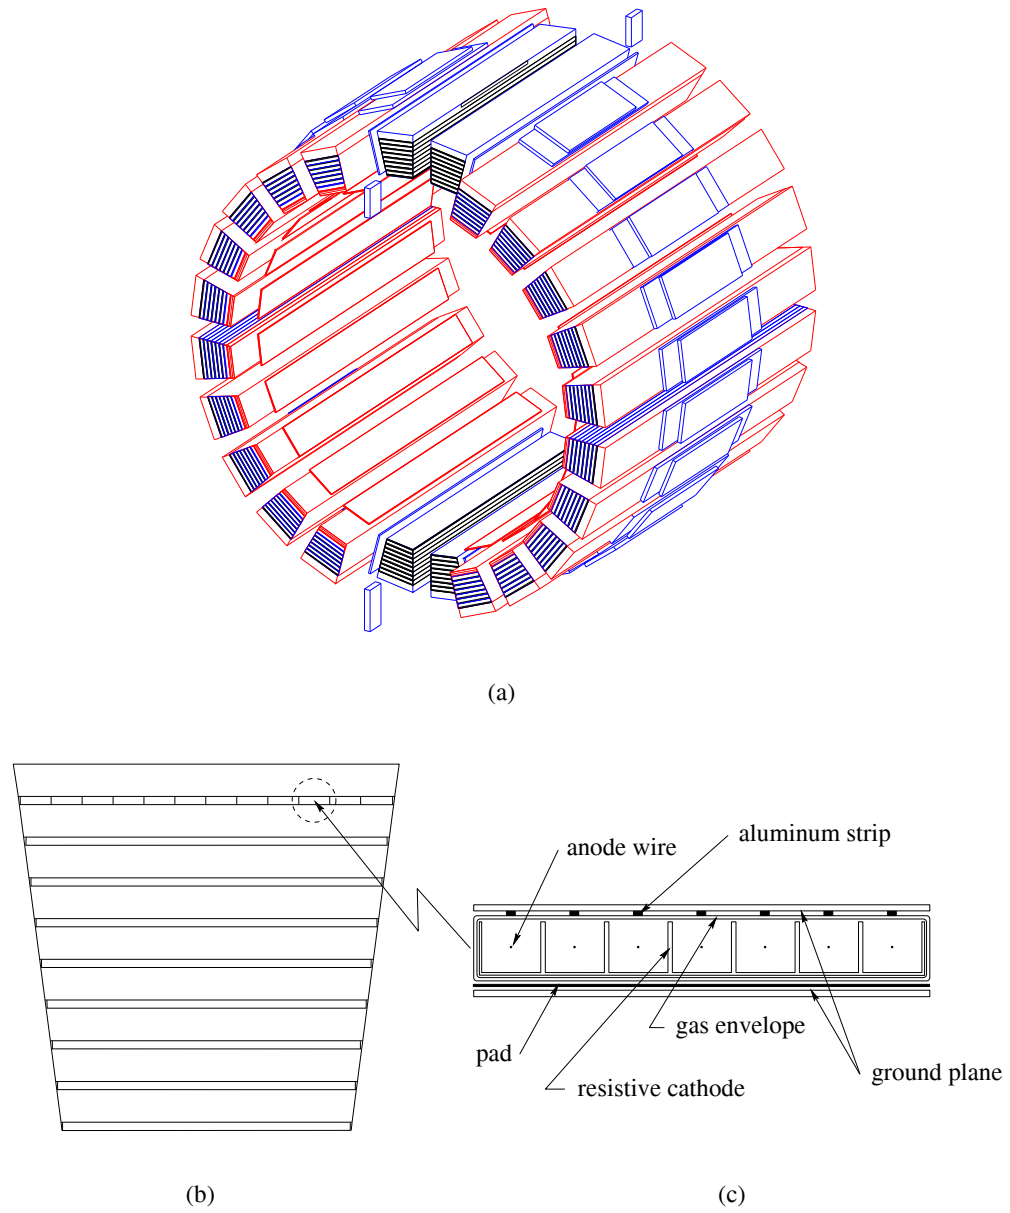 (a)
aluminum strip
anode wire
gas envelope
pad
ground plane
resistive cathode
(b)
(c)